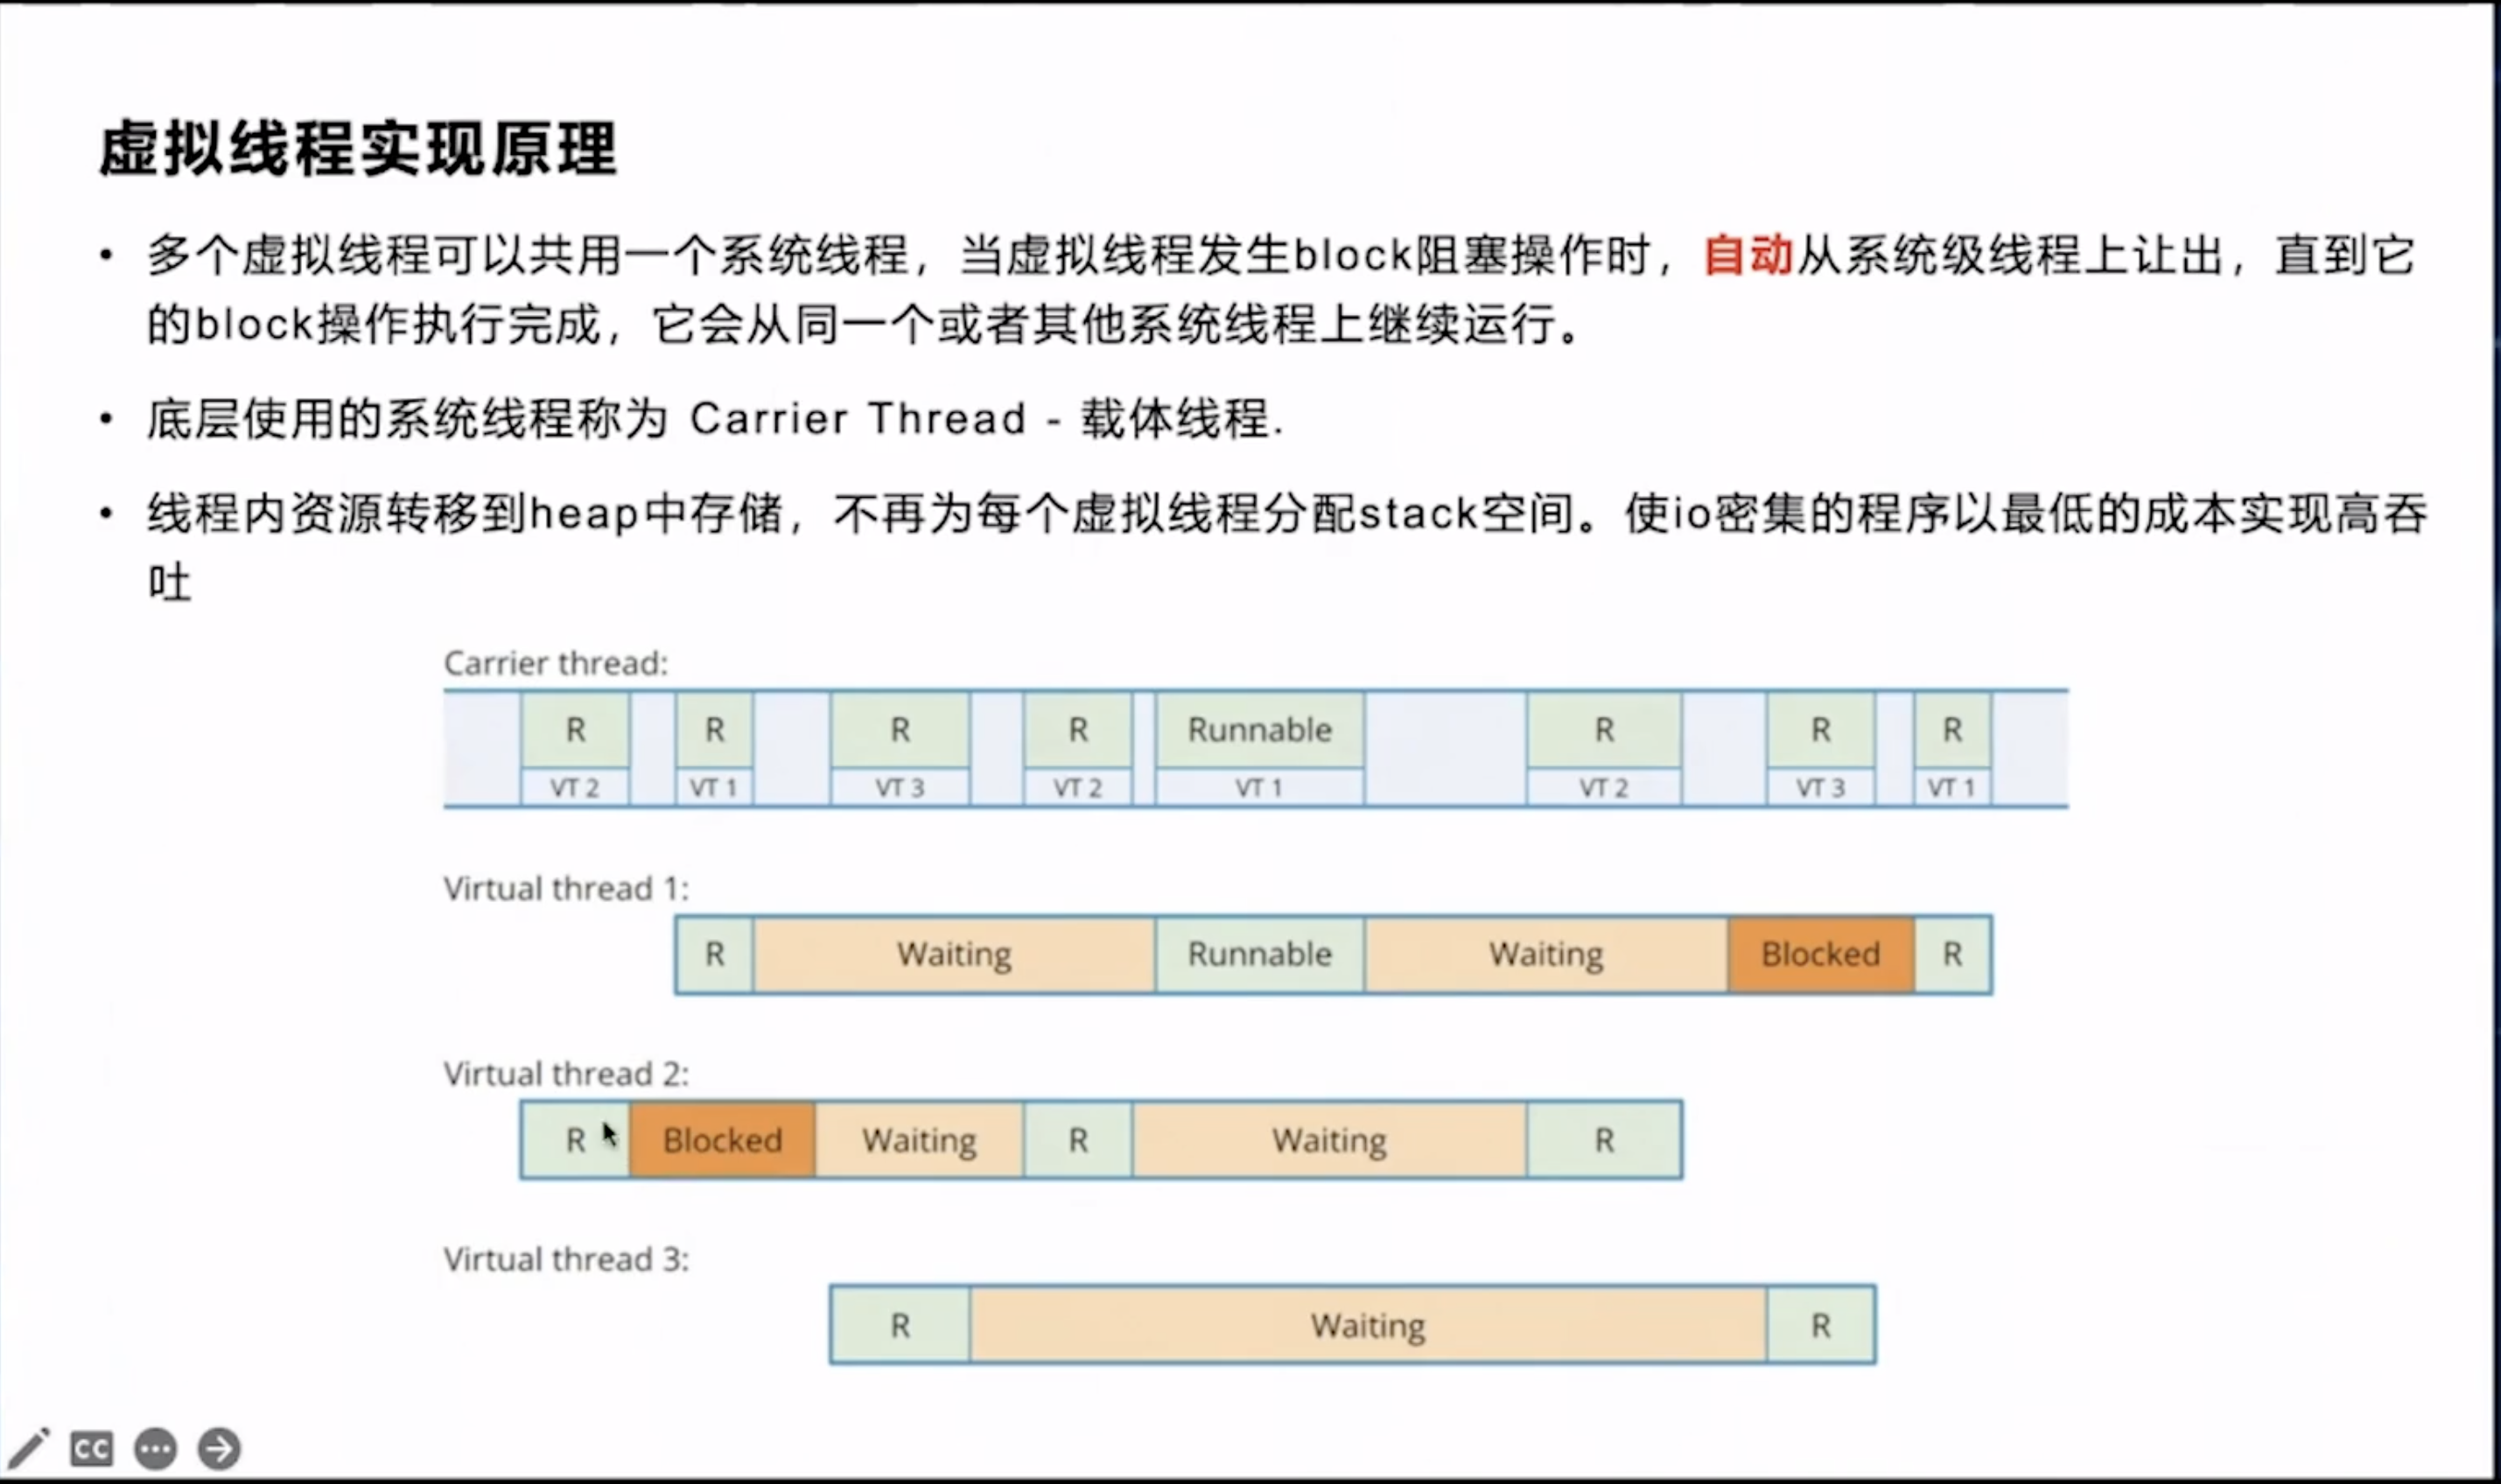 虚拟线程实现原理
• 多个虚拟线程可以共用一个系统线程，当虚拟线程发生block阻塞操作时，自动从系统级线程上让出，直到它
的block操作执行完成，它会从同一个或者其他系统线程上继续运行。
• 底层使用的系统线程称为 Carrier Thread - 载体线程.
• 线程内资源转移到heap中存储，不再为每个虚拟线程分配stack空间。使io密集的程序以最低的成本实现高吞
吐
Carrier thread:
R R R R Runnable R R R
VT 2 VT 1 VT 3 VT 2 VT 1 VT 2 VT 3 VT 1
Virtual thread 1:
R Waiting Runnable Waiting Blocked R
Virtual thread 2:
R Blocked Waiting R Waiting R
Virtual thread 3:
R Waiting R
CC